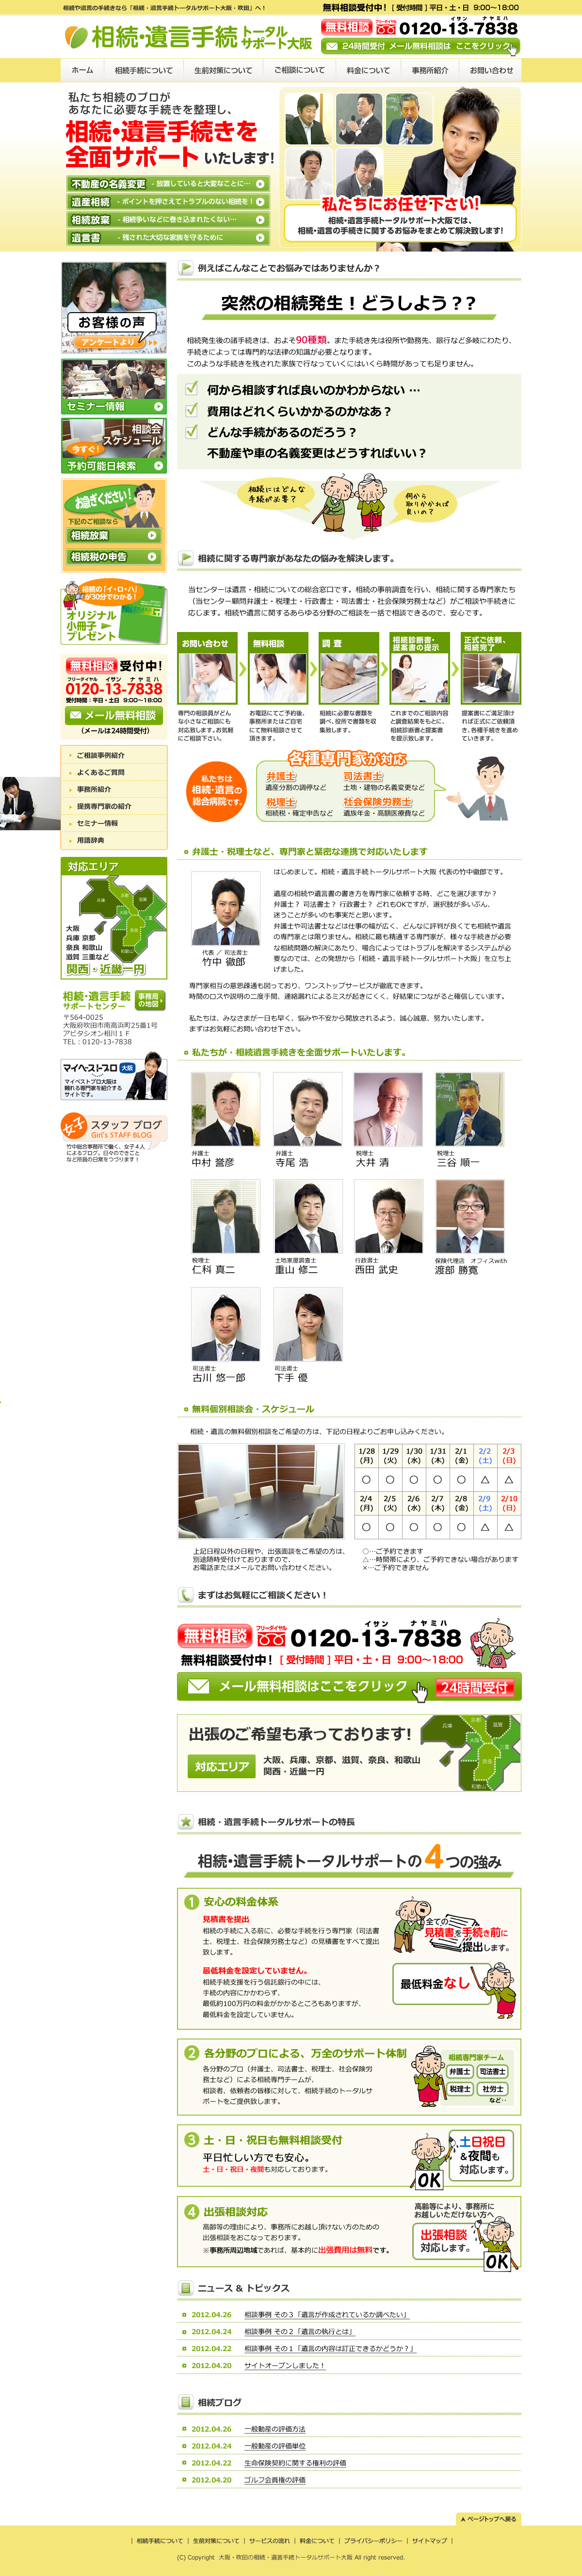 相続や遺言の手続きなら「相続・遺言手続トータルサポート大阪・吹田」へ！
無料相談受付中! [ 受付時間 ] 平日・土・日 9:00〜18:00
相続・遺言手続 トータル サポート大阪
無料相談 フリーダイヤル イサン ナヤミハ
0120-13-7838
24時間受付 メール無料相談は ここをクリック
ホーム 相続手続について 生前対策について ご相談について 料金について 事務所紹介 お問い合わせ
私たち相続のプロが
あなたに必要な手続きを整理し、
相続・遺言手続きを
全面サポート いたします!
不動産の名義変更 - 放置していると大変なことに…
遺産相続 - ポイントを押さえてトラブルのない相続を！
相続放棄 - 相続争いなどに巻き込まれたくない…
遺言書 - 残された大切な家族を守るために
私たちにお任せ下さい!
相続・遺言手続トータルサポート大阪では、
相続・遺言の手続きに関するお悩みをまとめて解決致します!
お客様の声
アンケートより
セミナー情報
相談会
スケジュール
今すぐ!
予約可能日検索
お急ぎください!
下記のご相談なら
相続放棄
相続税の申告
相続の「イ・ロ・ハ」
が30分でわかる!
オリジナル
小冊子
プレゼント
無料相談 受付中!
フリーダイヤル イサン ナヤミハ
0120-13-7838
受付時間：平日・土日 9:00〜18:00
メール無料相談
(メールは24時間受付)
ご相談事例紹介
よくあるご質問
事務所紹介
提携専門家の紹介
セミナー情報
用語辞典
対応エリア
兵庫
京都
滋賀
大阪
三重
奈良
和歌山
大阪
兵庫 京都
奈良 和歌山
滋賀 三重など
関西・近畿一円
相続・遺言手続
サポートセンター
事務局
の地図
〒564-0025
大阪府吹田市南高浜町25番1号
アビタシオン相川１F
TEL：0120-13-7838
マイベストプロ 大阪
マイベストプロ大阪は
頼れる専門家を紹介する
サイトです。
女子 スタッフ ブログ
Girl's STAFF BLOG
竹中総合事務所で働く、女子４人
によるブログ。日々のできごと
など所員の日常をつづります！
例えばこんなことでお悩みではありませんか？
突然の相続発生！どうしよう？？
相続発生後の諸手続きは、およそ90種類。また手続き先は役所や勤務先、銀行など多岐にわたり、
手続きによっては専門的な法律の知識が必要となります。
このような手続きを残された家族で行なっていくにはいくら時間があっても足りません。
何から相談すれば良いのかわからない …
費用はどれくらいかかるのかなあ？
どんな手続があるのだろう？
不動産や車の名義変更はどうすればいい？
相続にはどんな
手続が必要？
何から
取りかかれば
良いの？
相続に関する専門家があなたの悩みを解決します。
当センターは遺言・相続についての総合窓口です。相続の事前調査を行い、相続に関する専門家たち
（当センター顧問弁護士・税理士・行政書士・司法書士・社会保険労務士など）がご相談や手続きに
応じます。相続や遺言に関するあらゆる分野のご相談を一括で相談できるので、安心です。
お問い合わせ
無料相談
調 査
相続診断書・
提案書の提示
正式ご依頼、
相続完了
専門の相談員がどん
な小さなご相談にも
対応致します。お気軽
にご相談下さい。
お電話にてご予約後、
事務所またはご自宅
にて無料相談させて
頂きます。
相続に必要な書類を
調べ、役所で書類を収
集致します。
これまでのご相談内容
と調査結果をもとに、
相続診断書と提案書
を提示致します。
提案書にご満足頂け
れば正式にご依頼頂
き、各種手続きを進め
ていきます。
私たちは
相続・遺言の
総合病院です。
各種専門家が対応
弁護士
遺産分割の調停など
司法書士
土地・建物の名義変更など
税理士
相続税・確定申告など
社会保険労務士
遺族年金・高額医療費など
弁護士・税理士など、専門家と緊密な連携で対応いたします
代表 ／ 司法書士
竹中 徹郎
はじめまして。相続・遺言手続トータルサポート大阪 代表の竹中徹郎です。
遺産の相続や遺言書の書き方を専門家に依頼する時、どこを選びますか？
弁護士？ 司法書士？ 行政書士？ どれもOKですが、選択肢が多いぶん、
迷うことが多いのも事実だと思います。
弁護士や司法書士などは仕事の幅が広く、どんなに評判が良くても相続や遺言
の専門家とは限りません。相続に最も精通する専門家が、様々な手続きが必要
な相続問題の解決にあたり、場合によってはトラブルを解決するシステムが必
要なのでは、との発想から「相続・遺言手続トータルサポート大阪」を立ち上
げました。
専門家相互の意思疎通も図っており、ワンストップサービスが徹底できます。
時間のロスや説明の二度手間、連絡漏れによるミスが起きにくく、好結果につながると確信しています。
私たちは、みなさまが一日も早く、悩みや不安から開放されるよう、誠心誠意、努力いたします。
まずはお気軽にお問い合わせ下さい。
私たちが・相続遺言手続きを全面サポートいたします。
弁護士
中村 誉彦
弁護士
寺尾 浩
税理士
大井 清
税理士
三谷 順一
税理士
仁科 真二
土地家屋調査士
重山 修二
行政書士
西田 武史
保険代理店 オフィスwith
渡部 勝寛
司法書士
古川 悠一郎
司法書士
下手 優
無料個別相談会・スケジュール
相続・遺言の無料個別相談をご希望の方は、下記の日程よりごお申し込みください。
1/28 (月) 1/29 (火) 1/30 (水) 1/31 (木) 2/1 (金) 2/2 (土) 2/3 (日)
○ ○ ○ ○ ○ △ △
2/4 (月) 2/5 (火) 2/6 (水) 2/7 (木) 2/8 (金) 2/9 (土) 2/10 (日)
○ ○ ○ ○ ○ △ △
上記日程以外の日程や、出張面談をご希望の方は、
別途随時受付けておりますので、
お電話またはメールでお問い合わせください。
○…ご予約できます
△…時間帯により、ご予約できない場合があります
×…ご予約できません
まずはお気軽にご相談ください！
無料相談 フリーダイヤル イサン ナヤミハ
0120-13-7838
無料相談受付中! [ 受付時間 ] 平日・土・日 9:00〜18:00
メール無料相談はここをクリック 24時間受付
出張のご希望も承っております!
対応エリア
大阪、兵庫、京都、滋賀、奈良、和歌山
関西・近畿一円
兵庫
京都
滋賀
大阪
三重
奈良
和歌山
相続・遺言手続トータルサポートの特長
相続・遺言手続トータルサポートの4つの強み
1 安心の料金体系
見積書を提出
相続の手続に入る前に、必要な手続を行う専門家（司法書
士、税理士、社会保険労務士など）の見積書をすべて提出
致します。
最低料金を設定していません。
相続手続支援を行う信託銀行の中には、
手続の内容にかかわらず、
最低約100万円の料金がかかるところもありますが、
最低料金を設定していません。
全ての
見積書を手続き前に
提出します。
最低料金なし
2 各分野のプロによる、万全のサポート体制
各分野のプロ（弁護士、司法書士、税理士、社会保険労
務士など）による相続専門家チームが、
相談者、依頼者の皆様に対して、相続手続のトータルサ
ポートをご提供致します。
相続専門家チーム
弁護士 司法書士
税理士 社労士
など‥
3 土・日・祝日も無料相談受付
平日忙しい方でも安心。
土・日・祝日・夜間も対応しております。
OK
土日祝日
&夜間も
対応します。
4 出張相談対応
高齢等の理由により、事務所にお越し頂けない方のための
出張相談をおこなっております。
※事務所周辺地域であれば、基本的に出張費用は無料です。
高齢等により、事務所に
お越しいただけない方へ
出張相談
対応します。
OK
ニュース & トピックス
2012.04.26 相談事例 その３「遺言が作成されているか調べたい」
2012.04.24 相談事例 その２「遺言の執行とは」
2012.04.22 相談事例 その１「遺言の内容は訂正できるかどうか？」
2012.04.20 サイトオープンしました！
相続ブログ
2012.04.26 一般動産の評価方法
2012.04.24 一般動産の評価単位
2012.04.22 生命保険契約に関する権利の評価
2012.04.20 ゴルフ会員権の評価
ページトップへ戻る
｜ 相続手続について ｜ 生前対策について ｜ サービスの流れ ｜ 料金について ｜ プライバシーポリシー ｜ サイトマップ ｜
(C) Copyright 大阪・吹田の相続・遺言手続トータルサポート大阪 All right reserved.